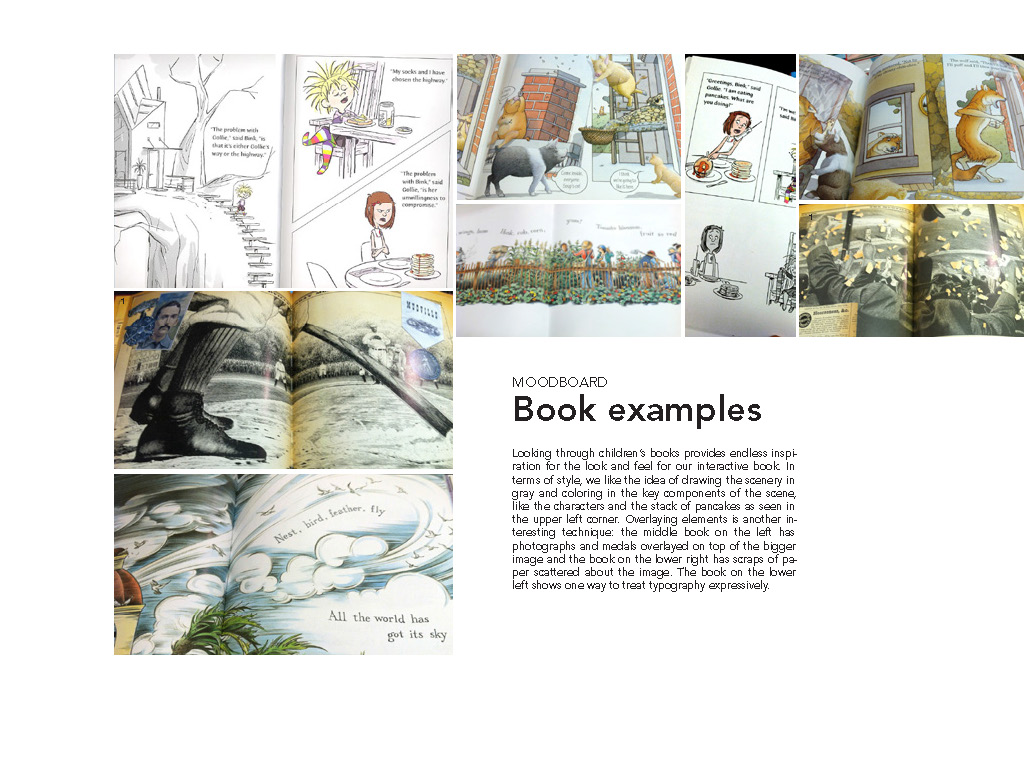 "The problem with
Gollie," said Bink, "is
that it's either Gollie's
way or the highway."
"My socks and I have
chosen the highway."
"The problem
with Bink," said
Gollie, "is her
unwillingness to
compromise."
"Greetings, Bink," said
Gollie. "I am eating
pancakes. What are
you doing?"
MUDVILLE
Nest, bird, feather, fly
All the world has
got its sky
MOODBOARD
Book examples
Looking through children's books provides endless inspi-
ration for the look and feel for our interactive book. In
terms of style, we like the idea of drawing the scenery in
gray and coloring in the key components of the scene,
like the characters and the stack of pancakes as seen in
the upper left corner. Overlaying elements is another in-
teresting technique: the middle book on the left has
photographs and medals overlayed on top of the bigger
image and the book on the lower right has scraps of pa-
per scattered about the image. The book on the lower
left shows one way to treat typography expressively.